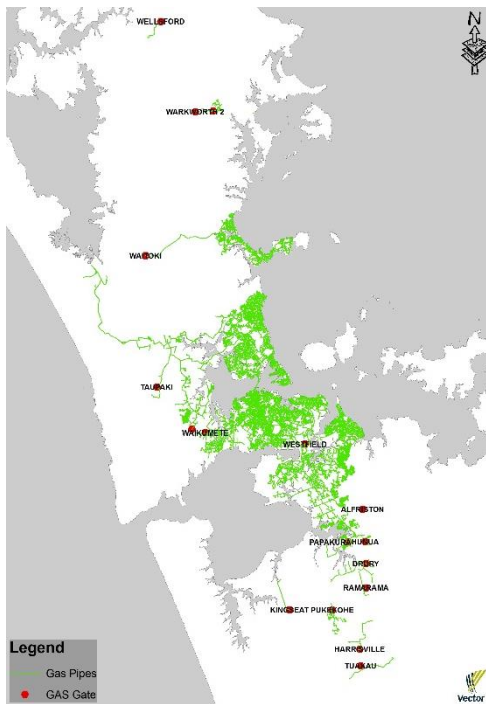 N
WELLSFORD
WARKWORTH 2
WAITOKI
TAUPAKI
WAIKUMETE
WESTFIELD
ALFRISTON
PAPAKURAHUNUA
DRURY
RAMARAMA
KINGSEAT PUKEKOHE
HARRISVILLE
TUAKAU
Legend
Gas Pipes
GAS Gate
Vector